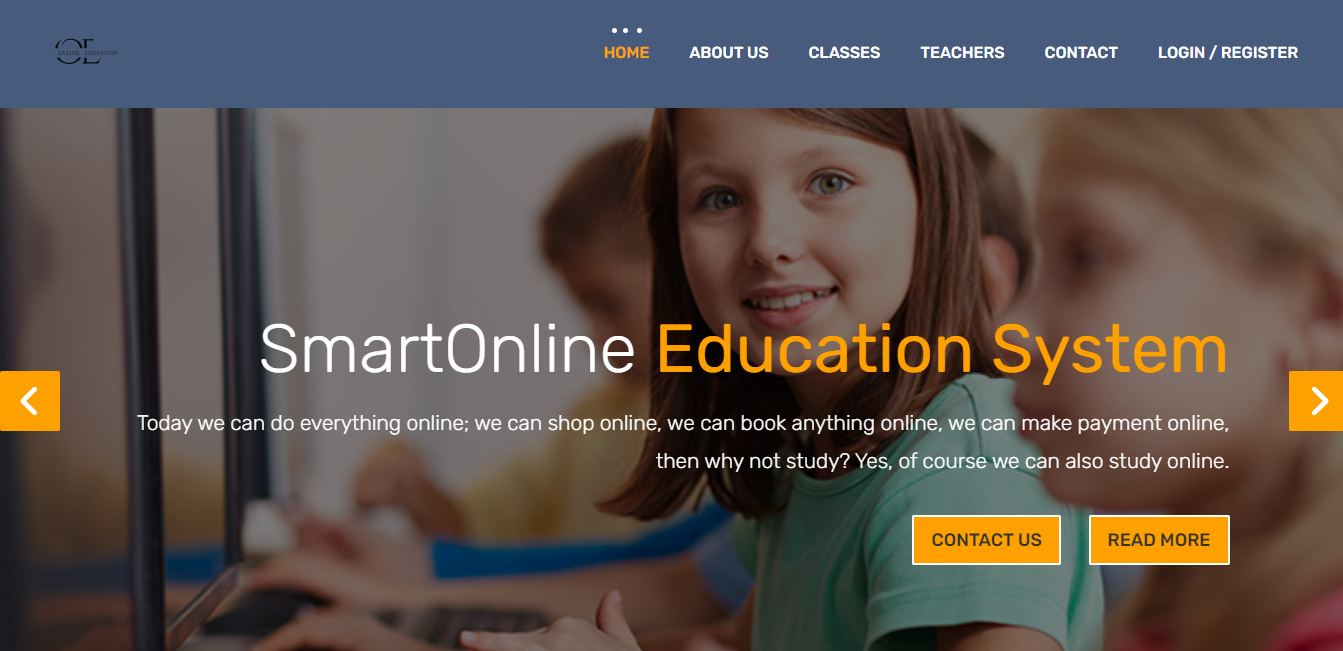 OE
ONLINE EDUCATION
HOME
ABOUT US
CLASSES
TEACHERS
CONTACT
LOGIN / REGISTER
SmartOnline Education System
Today we can do everything online; we can shop online, we can book anything online, we can make payment online,
then why not study? Yes, of course we can also study online.
CONTACT US
READ MORE